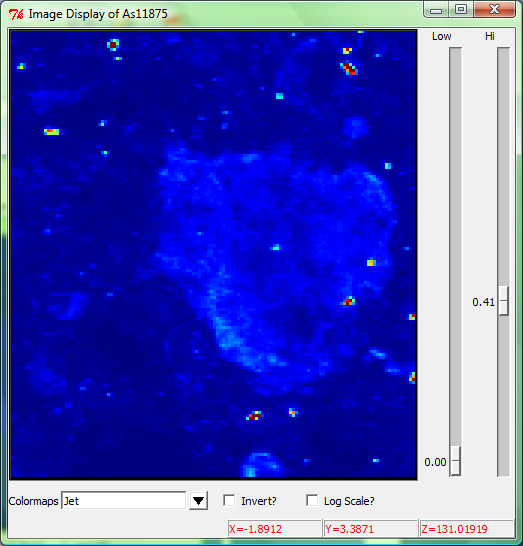 Image Display of As11875
Low Hi
0.41
0.00
Colormaps Jet Invert? Log Scale?
X=-1.8912 Y=3.3871 Z=131.01919